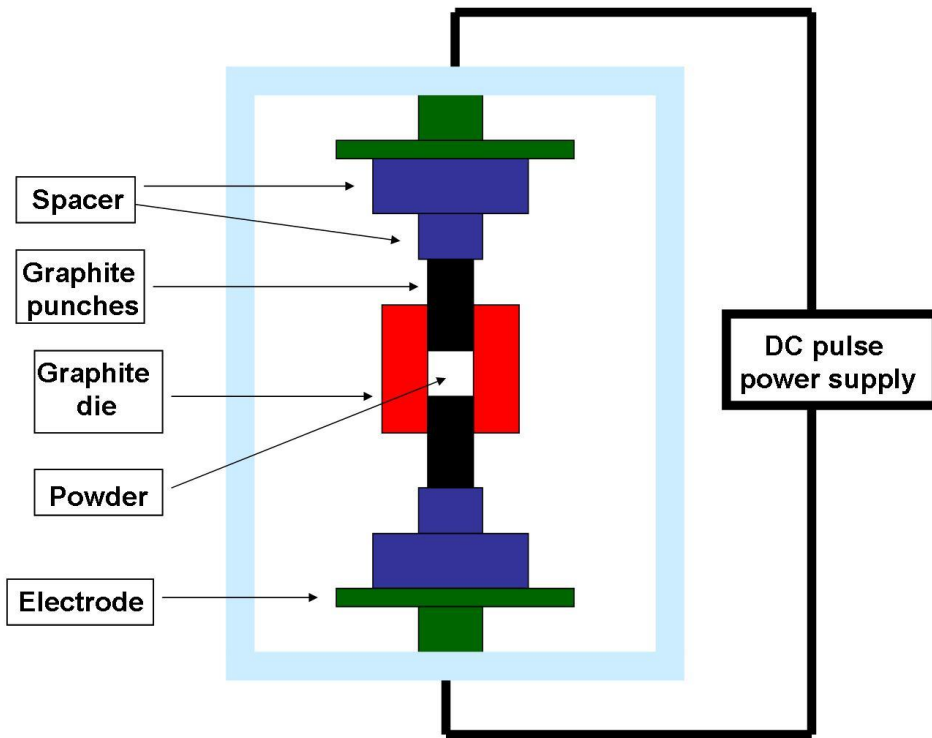 Spacer
Graphite
punches
Graphite
die
Powder
Electrode
DC pulse
power supply